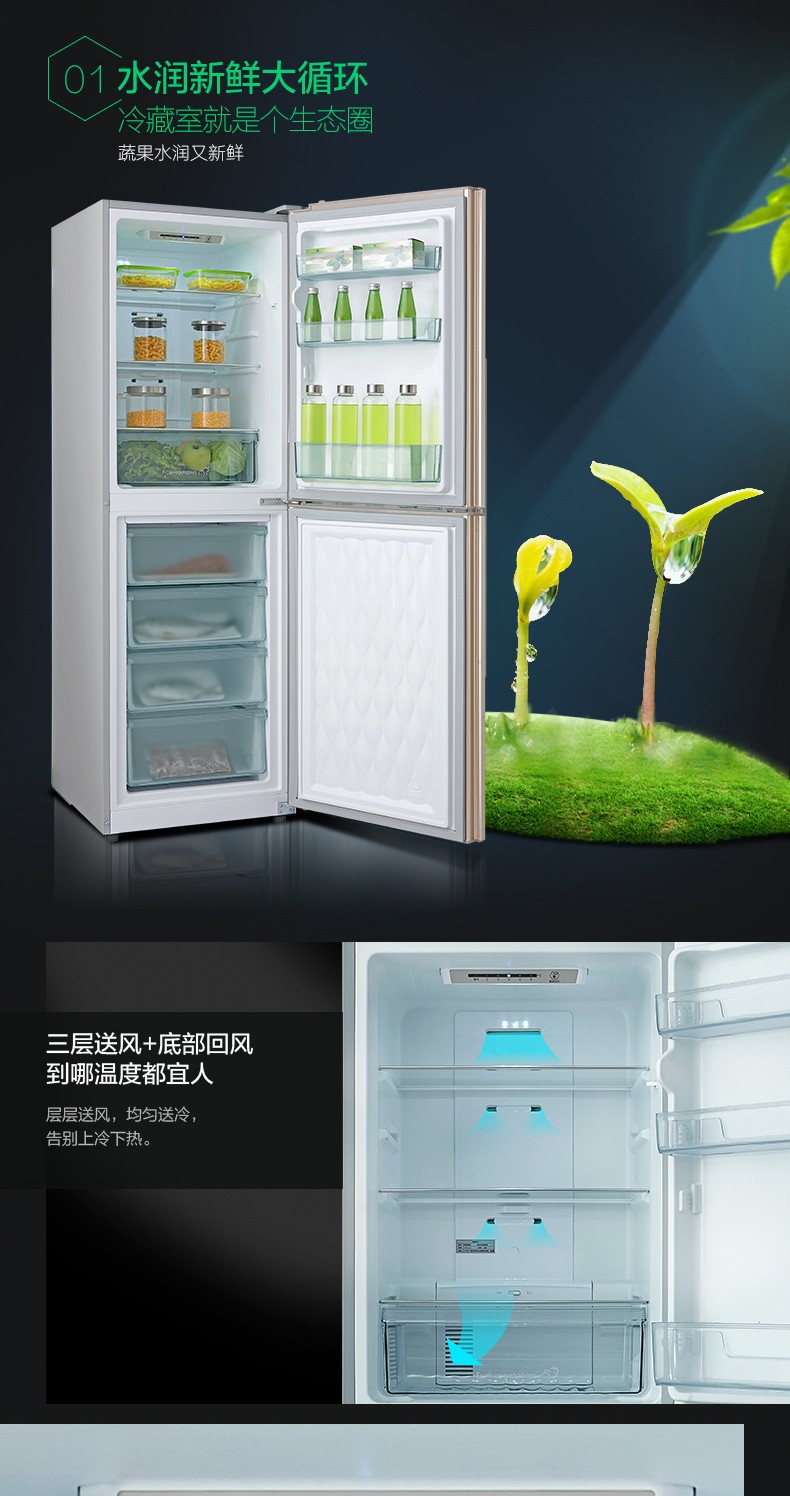 01 水润新鲜大循环
冷藏室就是个生态圈
蔬果水润又新鲜
三层送风+底部回风
到哪温度都宜人
层层送风，均匀送冷，
告别上冷下热。